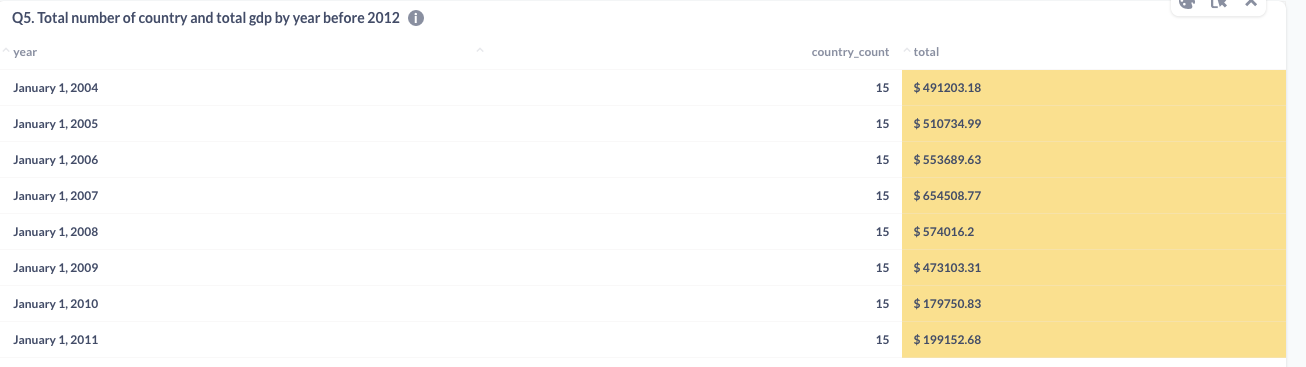 Q5. Total number of country and total gdp by year before 2012 i
year country_count total
January 1, 2004 15 $ 491203.18
January 1, 2005 15 $ 510734.99
January 1, 2006 15 $ 553689.63
January 1, 2007 15 $ 654508.77
January 1, 2008 15 $ 574016.2
January 1, 2009 15 $ 473103.31
January 1, 2010 15 $ 179750.83
January 1, 2011 15 $ 199152.68